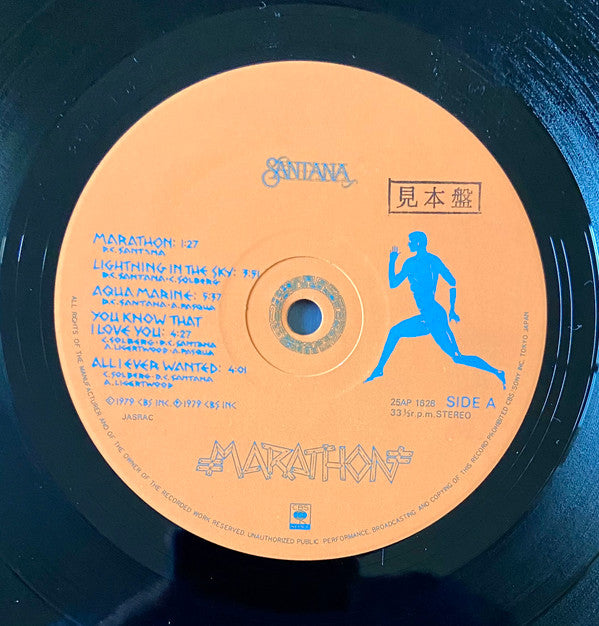 SANTANA
見本盤
MARATHON: 1:27
D.C. SANTANA
LIGHTNING IN THE SKY: 3:51
D.C. SANTANA-C. SOLBERG
AQUA MARINE: 5:37
D.C. SANTANA-A. PASQUA
YOU KNOW THAT
I LOVE YOU: 4:27
C. SOLBERG-D.C. SANTANA
A. LIGERTWOOD-A. PASQUA
ALL I EVER WANTED: 4:01
C. SOLBERG-D.C. SANTANA
A. LIGERTWOOD
©1979 CBS INC. ℗1979 CBS INC
JASRAC
25AP 1628 SIDE A
33⅓r.p.m. STEREO
MARATHON
CBS
ALL RIGHTS OF THE MANUFACTURER AND OF THE OWNER OF THE RECORDED WORK RESERVED. UNAUTHORIZED PUBLIC PERFORMANCE, BROADCASTING AND COPYING OF THIS RECORD PROHIBITED CBS/SONY INC. TOKYO JAPAN